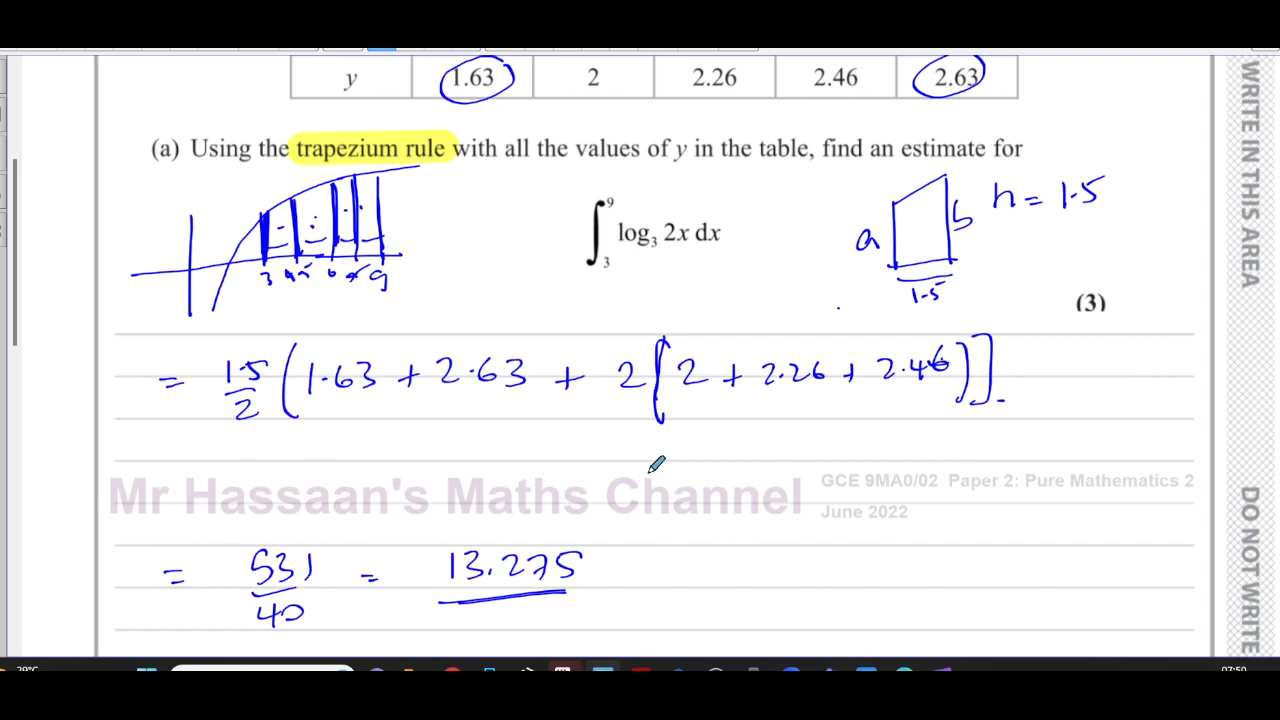 y 1.63 2 2.26 2.46 2.63
(a) Using the trapezium rule with all the values of y in the table, find an estimate for
∫₃⁹ log₃ 2x dx
a b h = 1.5
1.5
3 4.5 6 9
(3)
= 1.5/2 (1.63 + 2.63 + 2[2 + 2.26 + 2.46)].
Mr Hassaan's Maths Channel
GCE 9MA0/02 Paper 2: Pure Mathematics 2
June 2022
= 531/40 = 13.275
WRITE IN THIS AREA
DO NOT WRITE
29°C
07:50